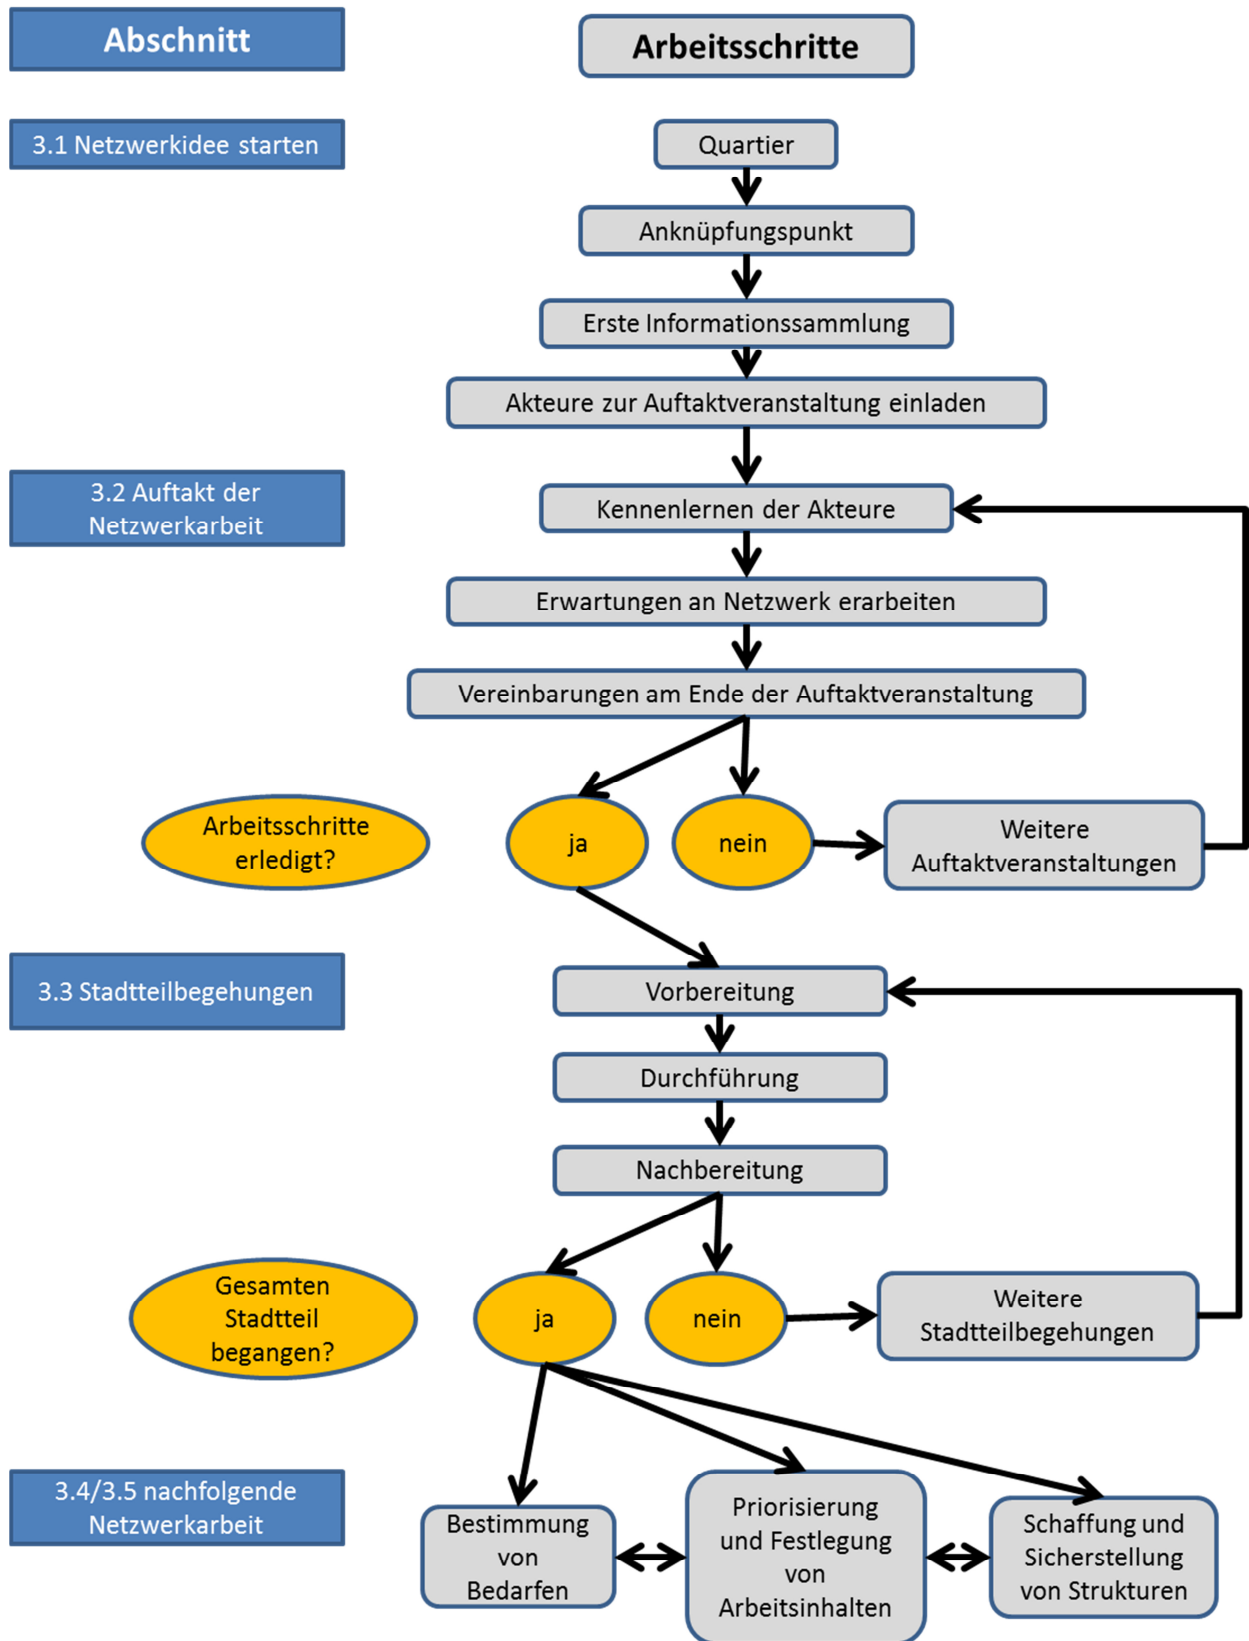 Abschnitt
Arbeitsschritte
3.1 Netzwerkidee starten
Quartier
Anknüpfungspunkt
Erste Informationssammlung
Akteure zur Auftaktveranstaltung einladen
3.2 Auftakt der
Netzwerkarbeit
Kennenlernen der Akteure
Erwartungen an Netzwerk erarbeiten
Vereinbarungen am Ende der Auftaktveranstaltung
Arbeitsschritte
erledigt?
ja
nein
Weitere
Auftaktveranstaltungen
3.3 Stadtteilbegehungen
Vorbereitung
Durchführung
Nachbereitung
Gesamten
Stadtteil
begangen?
ja
nein
Weitere
Stadtteilbegehungen
3.4/3.5 nachfolgende
Netzwerkarbeit
Bestimmung
von
Bedarfen
Priorisierung
und Festlegung
von
Arbeitsinhalten
Schaffung und
Sicherstellung
von Strukturen